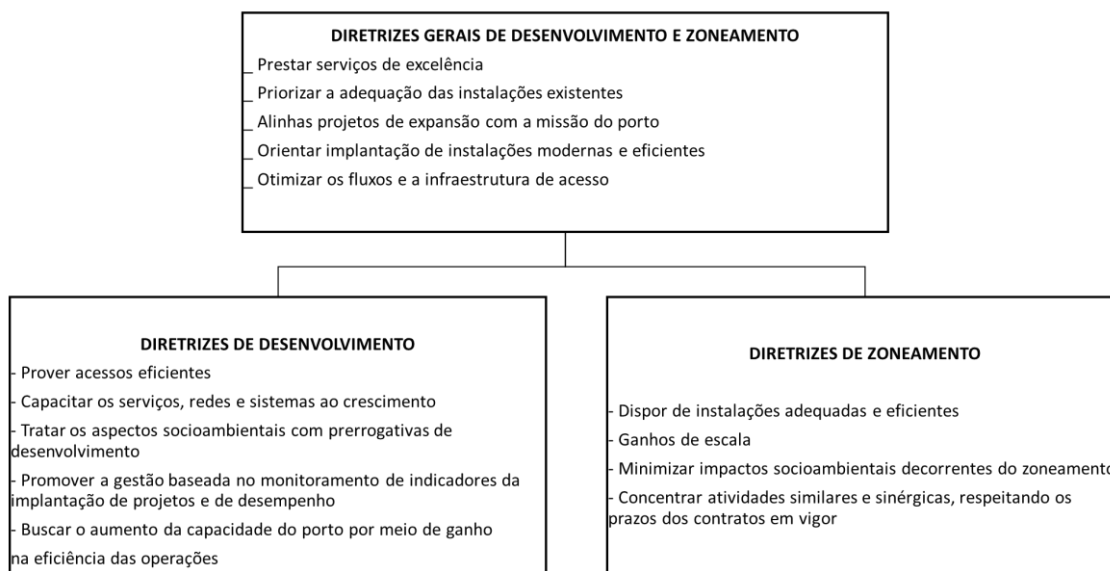 DIRETRIZES GERAIS DE DESENVOLVIMENTO E ZONEAMENTO
_ Prestar serviços de excelência
_ Priorizar a adequação das instalações existentes
_ Alinhas projetos de expansão com a missão do porto
_ Orientar implantação de instalações modernas e eficientes
_ Otimizar os fluxos e a infraestrutura de acesso
DIRETRIZES DE DESENVOLVIMENTO
- Prover acessos eficientes
- Capacitar os serviços, redes e sistemas ao crescimento
- Tratar os aspectos socioambientais com prerrogativas de
desenvolvimento
- Promover a gestão baseada no monitoramento de indicadores da
implantação de projetos e de desempenho
- Buscar o aumento da capacidade do porto por meio de ganho
na eficiência das operações
DIRETRIZES DE ZONEAMENTO
- Dispor de instalações adequadas e eficientes
- Ganhos de escala
- Minimizar impactos socioambientais decorrentes do zoneamento
- Concentrar atividades similares e sinérgicas, respeitando os
prazos dos contratos em vigor